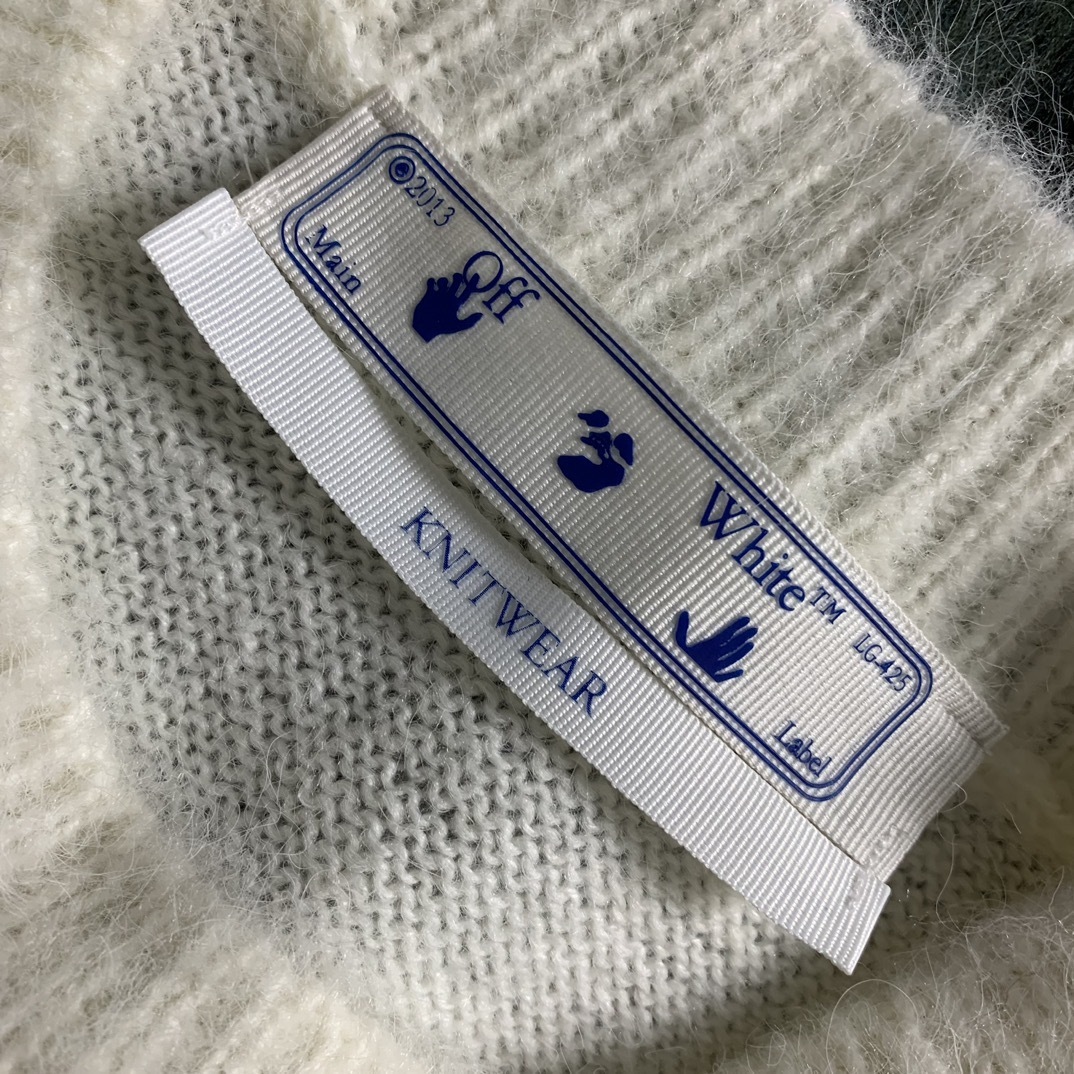 ©2013
Main
Off
White™
LG-425
Label
KNITWEAR